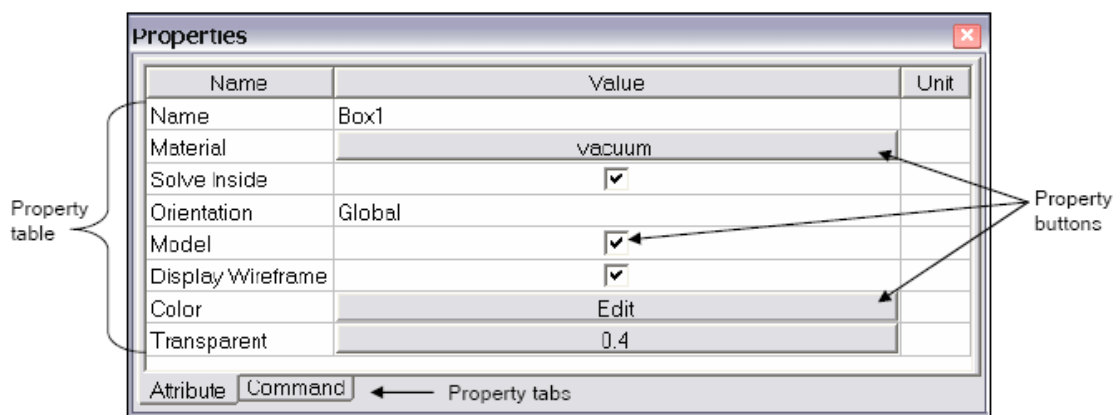 Properties
Name Value Unit
Name Box1
Material vacuum
Solve Inside
Orientation Global
Model
Display Wireframe
Color Edit
Transparent 0.4
Attribute Command
Property table
Property buttons
Property tabs